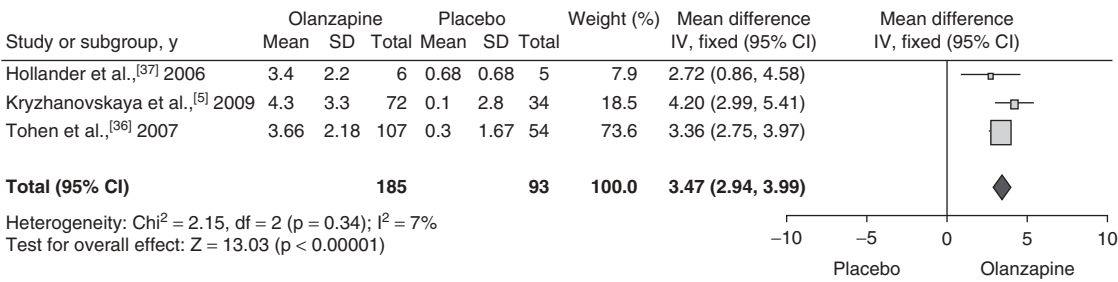 Olanzapine Placebo Weight (%) Mean difference Mean difference
Study or subgroup, y Mean SD Total Mean SD Total IV, fixed (95% CI) IV, fixed (95% CI)
Hollander et al.,[37] 2006 3.4 2.2 6 0.68 0.68 5 7.9 2.72 (0.86, 4.58)
Kryzhanovskaya et al.,[5] 2009 4.3 3.3 72 0.1 2.8 34 18.5 4.20 (2.99, 5.41)
Tohen et al.,[36] 2007 3.66 2.18 107 0.3 1.67 54 73.6 3.36 (2.75, 3.97)
Total (95% CI) 185 93 100.0 3.47 (2.94, 3.99)
Heterogeneity: Chi2 = 2.15, df = 2 (p = 0.34); I2 = 7%
Test for overall effect: Z = 13.03 (p < 0.00001)
−10 −5 0 5 10
Placebo Olanzapine